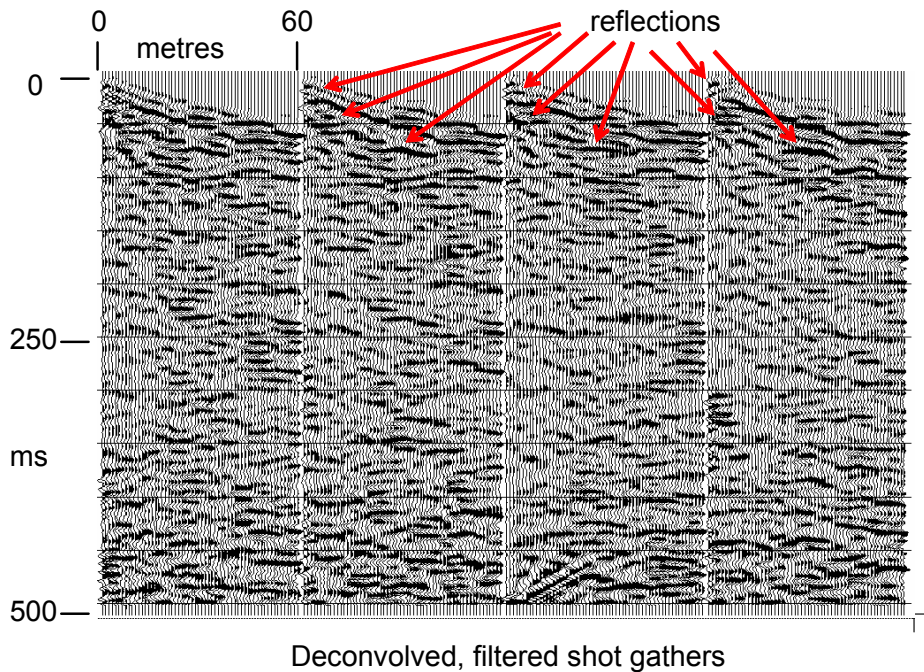 0 60 reflections
metres
0
250
ms
500
Deconvolved, filtered shot gathers